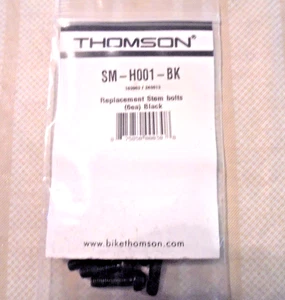 THOMSON®
SM-H001-BK
Replacement Stem bolts
(6ea) Black
www.bikethomson.com